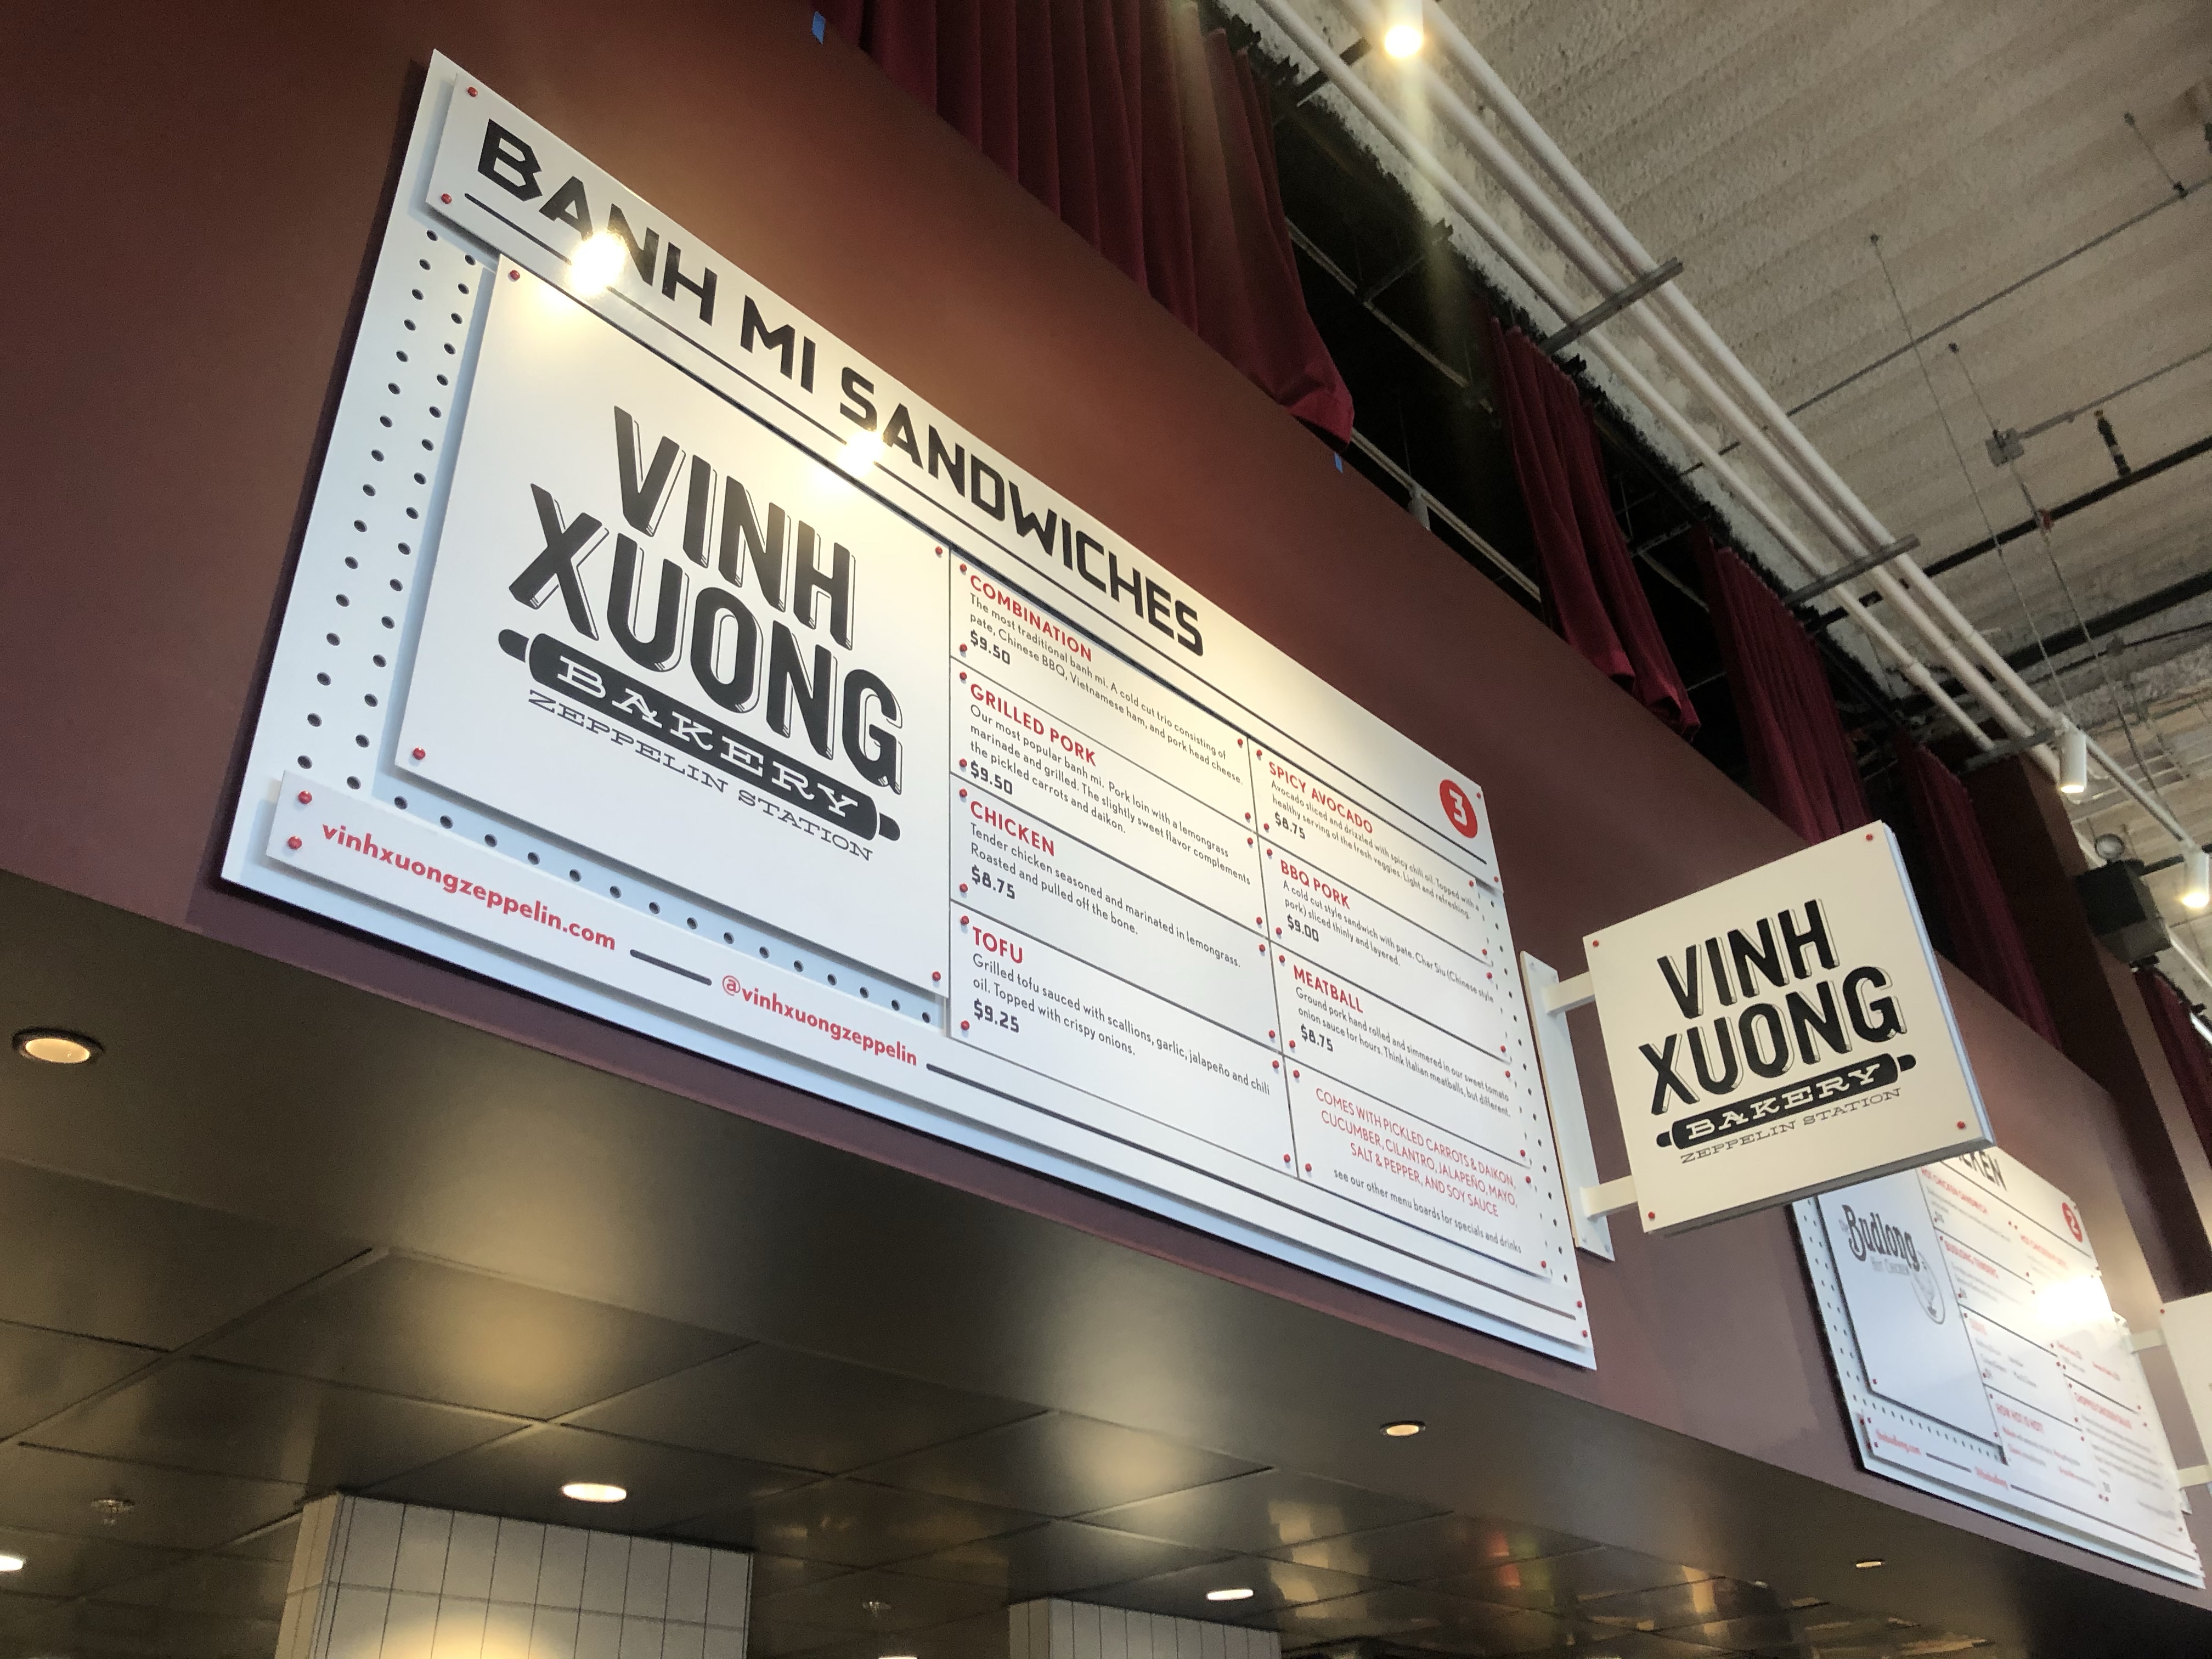 BANH MI SANDWICHES
3
VINH
XUONG
BAKERY
ZEPPELIN STATION
COMBINATION
The most traditional banh mi. A cold cut trio consisting of
pate, Chinese BBQ, Vietnamese ham, and pork head cheese.
$9.50
GRILLED PORK
Our most popular banh mi. Pork loin with a lemongrass
marinade and grilled. The slightly sweet flavor complements
the pickled carrots and daikon.
$9.50
CHICKEN
Tender chicken seasoned and marinated in lemongrass.
Roasted and pulled off the bone.
$8.75
TOFU
Grilled tofu sauced with scallions, garlic, jalapeño and chili
oil. Topped with crispy onions.
$9.25
SPICY AVOCADO
Avocado sliced and drizzled with spicy chili oil. Topped with a
healthy serving of the fresh veggies. Light and refreshing.
$8.75
BBQ PORK
A cold cut style sandwich with pate. Char Siu (Chinese style
pork) sliced thinly and layered.
$9.00
MEATBALL
Ground pork hand rolled and simmered in our sweet tomato
onion sauce for hours. Think Italian meatballs, but different.
$8.75
COMES WITH PICKLED CARROTS & DAIKON,
CUCUMBER, CILANTRO, JALAPEÑO, MAYO,
SALT & PEPPER, AND SOY SAUCE
see our other menu boards for specials and drinks
vinhxuongzeppelin.com
@vinhxuongzeppelin
VINH
XUONG
BAKERY
ZEPPELIN STATION
2
Budlong
HOT CHICKEN